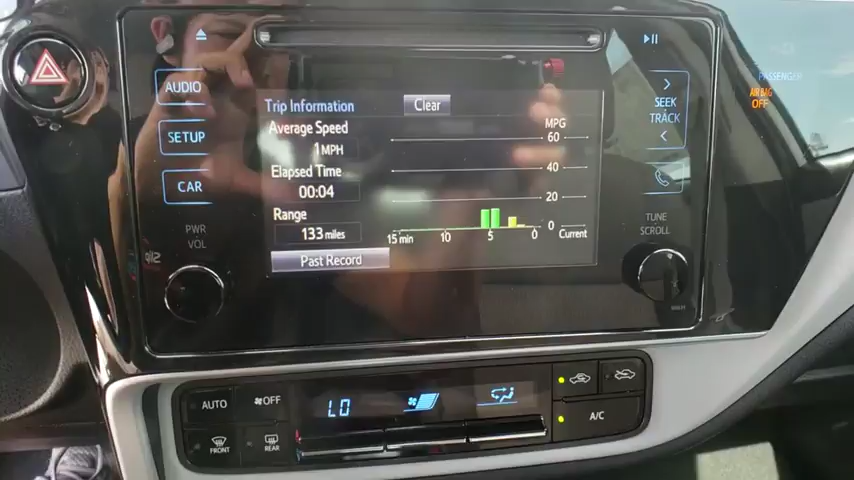 AUDIO
SETUP
CAR
PWR
VOL
Trip Information
Clear
Average Speed
1 MPH
Elapsed Time
00:04
Range
133 miles
Past Record
MPG
60
40
20
0
15 min 10 5 0 Current
SEEK
TRACK
TUNE
SCROLL
PASSENGER
AIR BAG
OFF
AUTO
OFF
FRONT
REAR
LO
A/C